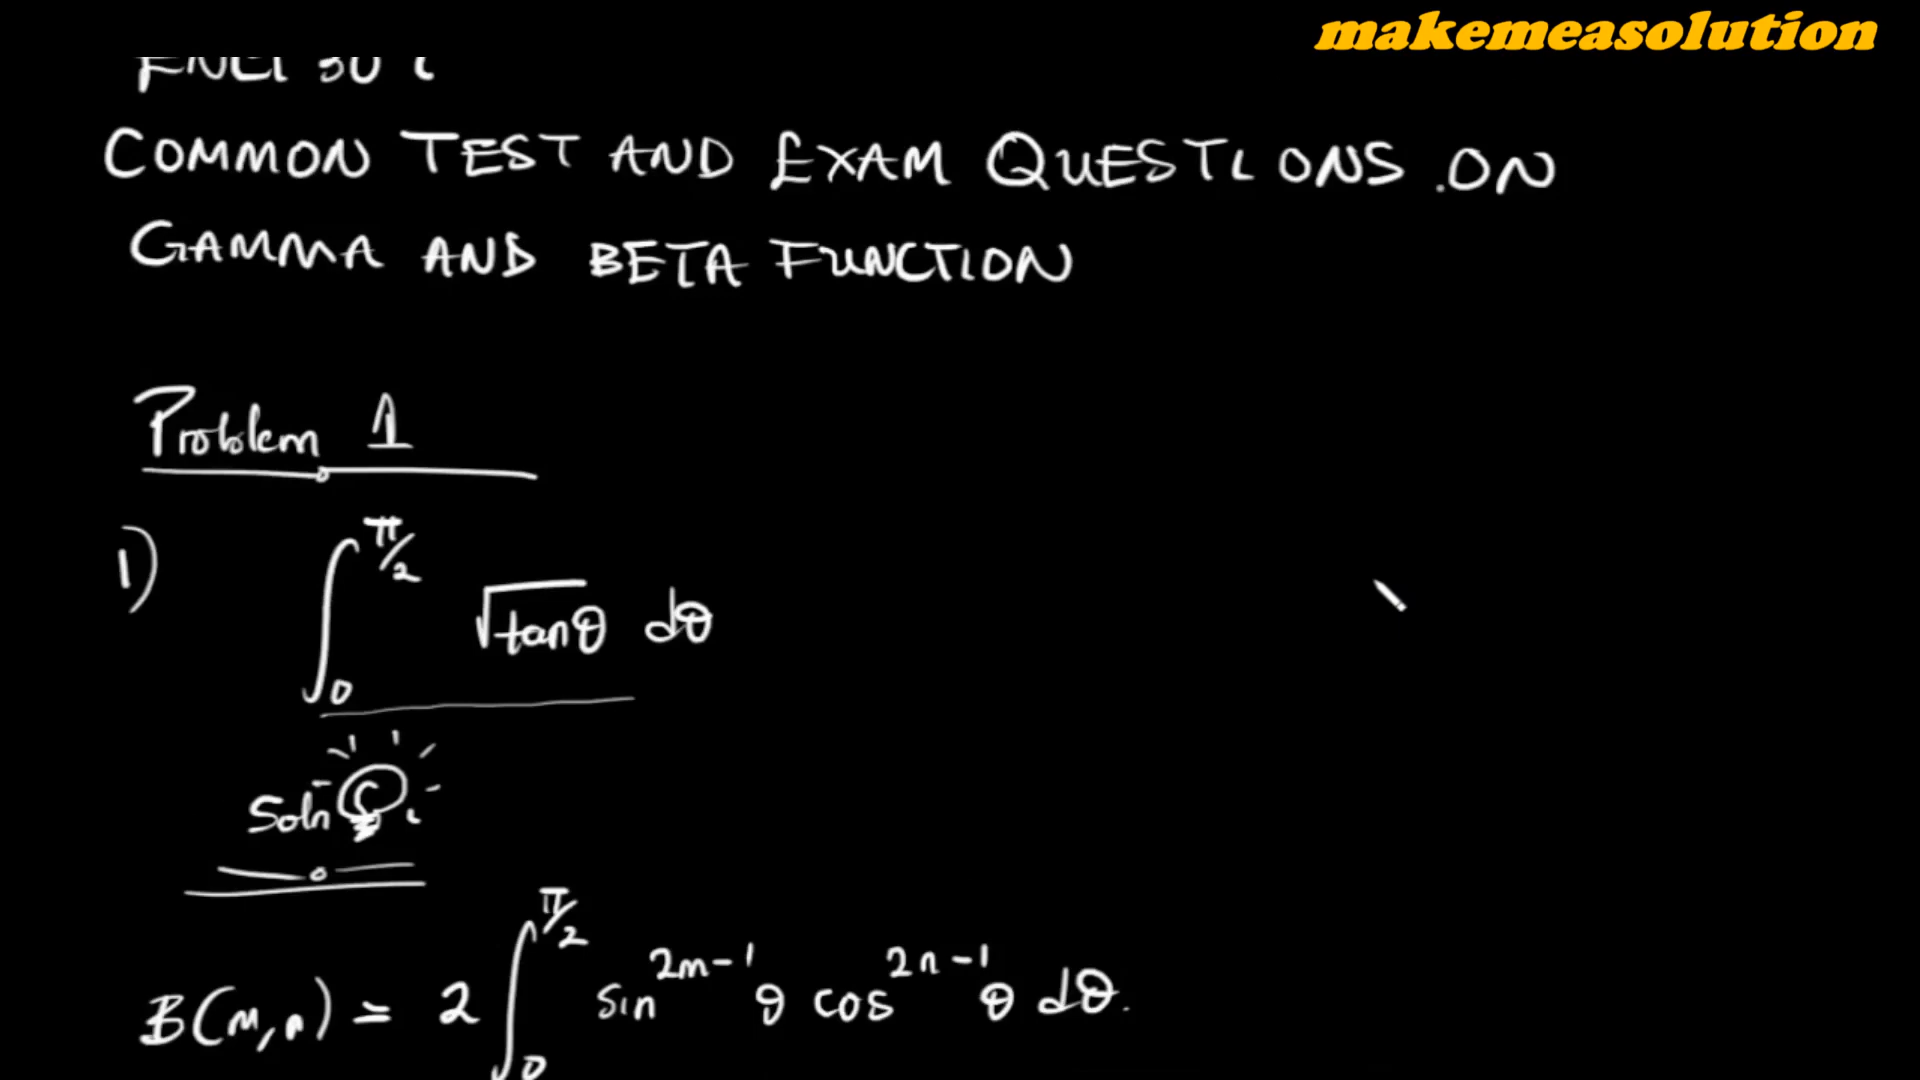 makemeasolution
COMMON TEST AND EXAM QUESTIONS .ON
GAMMA AND BETA FUNCTION
Problem 1
1) ∫₀^{π/2} √tanθ dθ
Soln
B(m,n) = 2 ∫₀^{π/2} sin^{2m-1}θ cos^{2n-1}θ dθ.